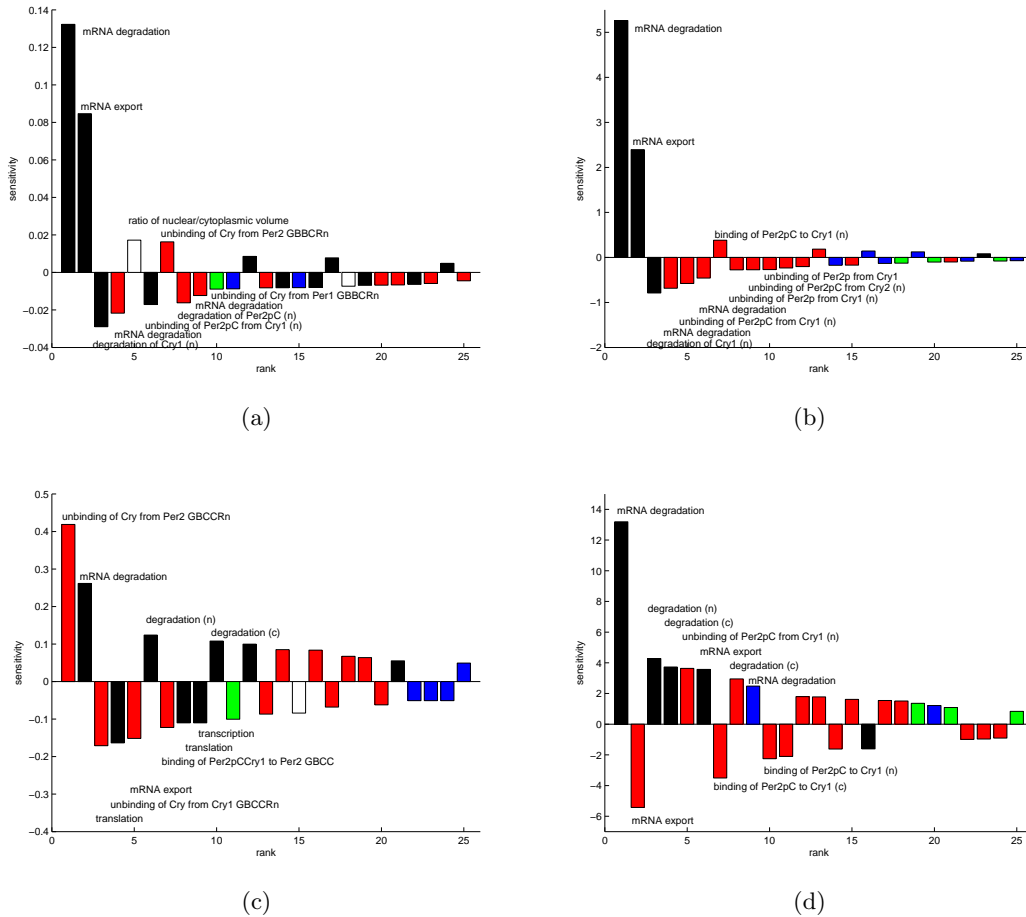 0.14
0.12
0.1
0.08
0.06
0.04
0.02
0
−0.02
−0.04
sensitivity
mRNA degradation
mRNA export
ratio of nuclear/cytoplasmic volume
unbinding of Cry from Per2 GBBCRn
unbinding of Cry from Per1 GBBCRn
mRNA degradation
degradation of Per2pC (n)
unbinding of Per2pC from Cry1 (n)
mRNA degradation
degradation of Cry1 (n)
5 10 15 20 25
rank
(a)
5
4
3
2
1
0
−1
−2
sensitivity
mRNA degradation
mRNA export
binding of Per2pC to Cry1 (n)
unbinding of Per2p from Cry1
unbinding of Per2pC from Cry2 (n)
unbinding of Per2p from Cry1 (n)
mRNA degradation
unbinding of Per2pC from Cry1 (n)
mRNA degradation
degradation of Cry1 (n)
5 10 15 20 25
rank
(b)
0.5
0.4
0.3
0.2
0.1
0
−0.1
−0.2
−0.3
−0.4
sensitivity
unbinding of Cry from Per2 GBCCRn
mRNA degradation
degradation (n)
degradation (c)
transcription
translation
binding of Per2pCCry1 to Per2 GBCC
mRNA export
unbinding of Cry from Cry1 GBCCRn
translation
5 10 15 20 25
rank
(c)
14
12
10
8
6
4
2
0
−2
−4
−6
sensitivity
mRNA degradation
degradation (n)
degradation (c)
unbinding of Per2pC from Cry1 (n)
mRNA export
degradation (c)
mRNA degradation
binding of Per2pC to Cry1 (n)
binding of Per2pC to Cry1 (c)
mRNA export
5 10 15 20 25
rank
(d)